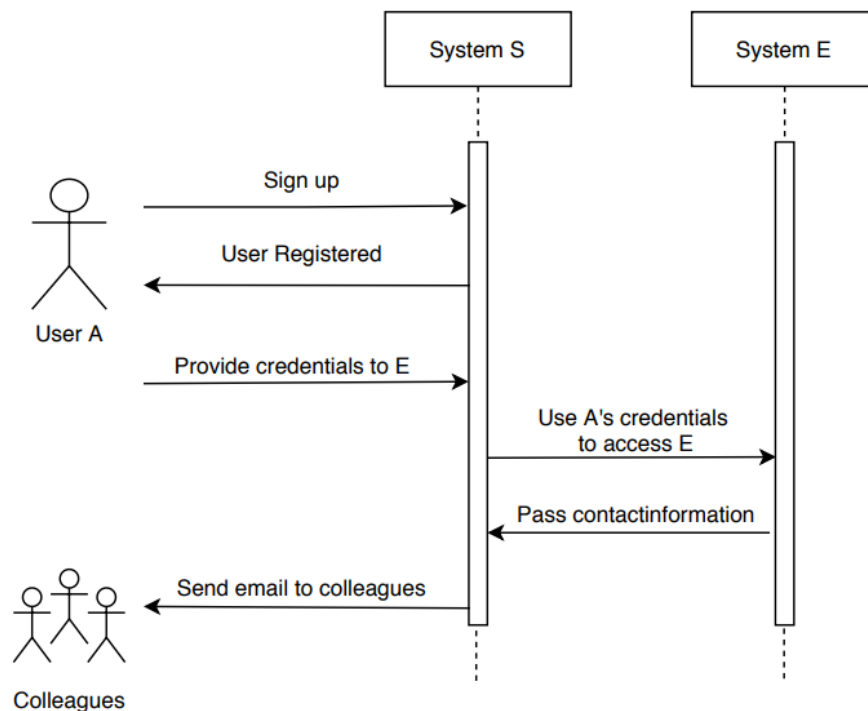 System S
System E
Sign up
User Registered
User A
Provide credentials to E
Use A's credentials
to access E
Pass contactinformation
Send email to colleagues
Colleagues